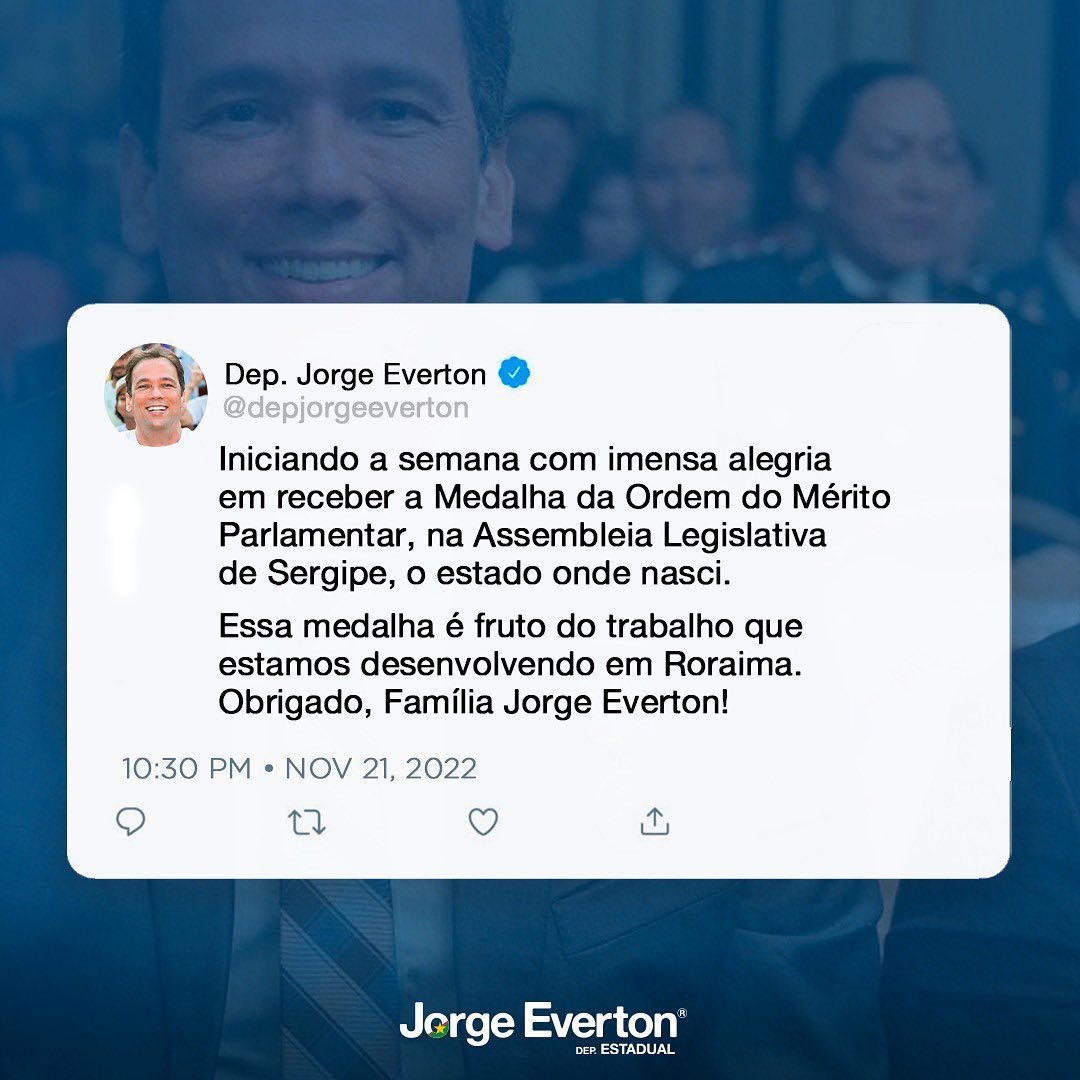 Dep. Jorge Everton
@depjorgeeverton
Iniciando a semana com imensa alegria
em receber a Medalha da Ordem do Mérito
Parlamentar, na Assembleia Legislativa
de Sergipe, o estado onde nasci.
Essa medalha é fruto do trabalho que
estamos desenvolvendo em Roraima.
Obrigado, Família Jorge Everton!
10:30 PM • NOV 21, 2022
Jorge Everton®
DEP. ESTADUAL